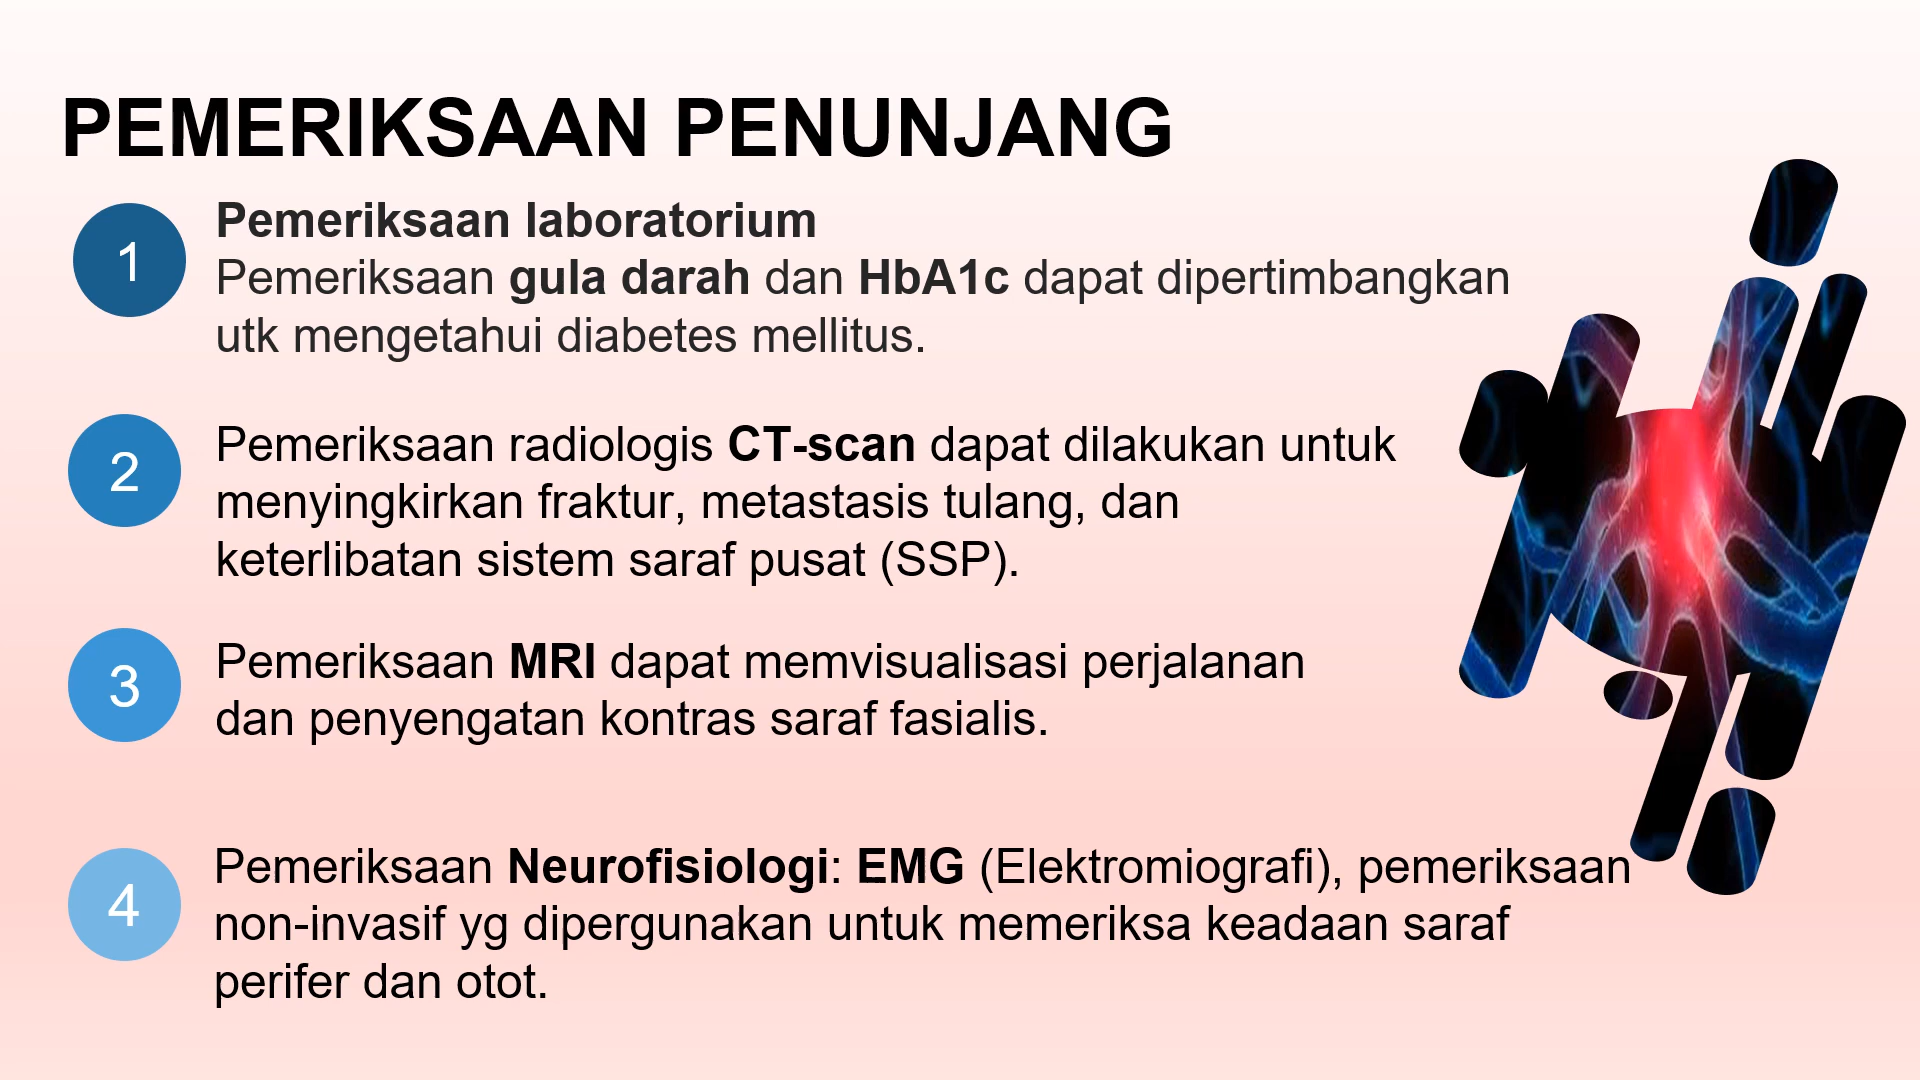 PEMERIKSAAN PENUNJANG
1
Pemeriksaan laboratorium
Pemeriksaan gula darah dan HbA1c dapat dipertimbangkan
utk mengetahui diabetes mellitus.
2
Pemeriksaan radiologis CT-scan dapat dilakukan untuk
menyingkirkan fraktur, metastasis tulang, dan
keterlibatan sistem saraf pusat (SSP).
3
Pemeriksaan MRI dapat memvisualisasi perjalanan
dan penyengatan kontras saraf fasialis.
4
Pemeriksaan Neurofisiologi: EMG (Elektromiografi), pemeriksaan
non-invasif yg dipergunakan untuk memeriksa keadaan saraf
perifer dan otot.